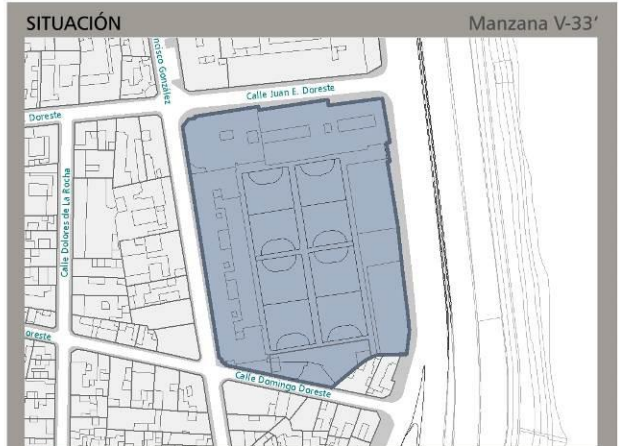 SITUACIÓN
Manzana V-33'
ncisco González
Calle Juan E. Doreste
Doreste
Calle Dolores de La Rocha
oreste
Calle Domingo Doreste